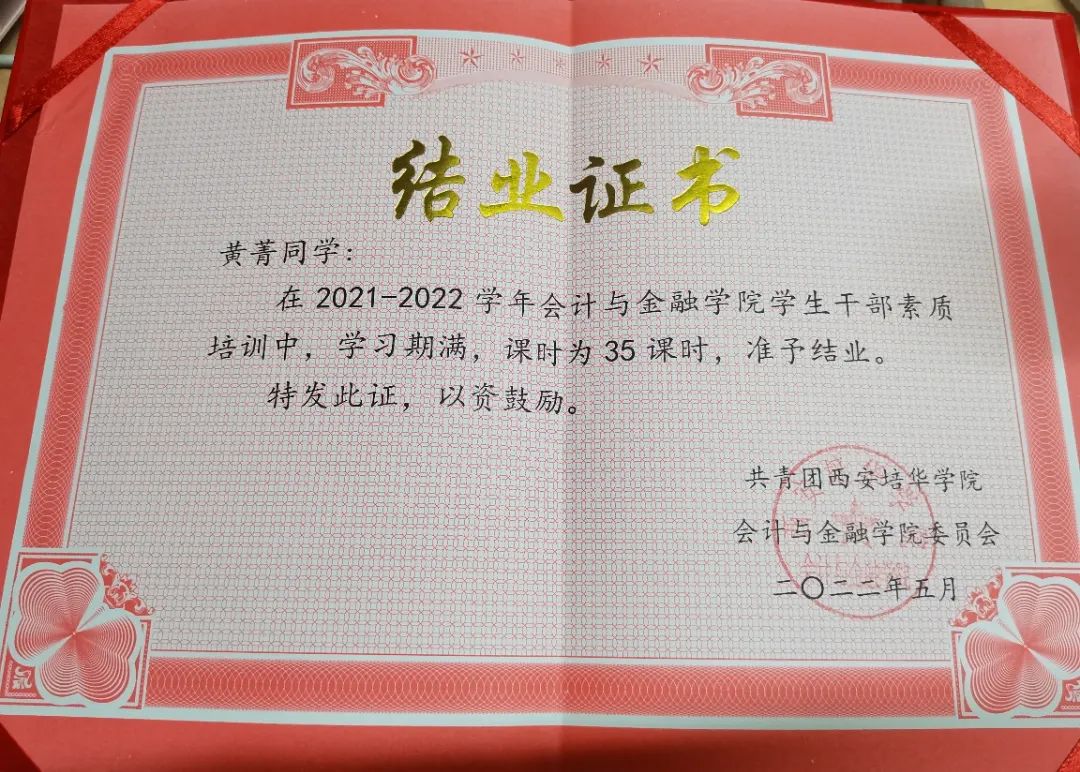 结业证书
黄菁同学：
在 2021-2022 学年会计与金融学院学生干部素质
培训中，学习期满，课时为 35 课时，准予结业。
特发此证，以资鼓励。
共青团西安培华学院
会计与金融学院委员会
二〇二二年五月